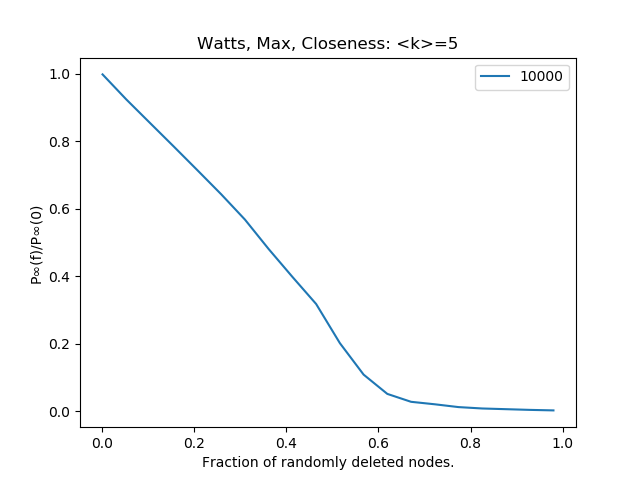 Watts, Max, Closeness: <k>=5
10000
P∞(f)/P∞(0)
1.0
0.8
0.6
0.4
0.2
0.0
0.0 0.2 0.4 0.6 0.8 1.0
Fraction of randomly deleted nodes.